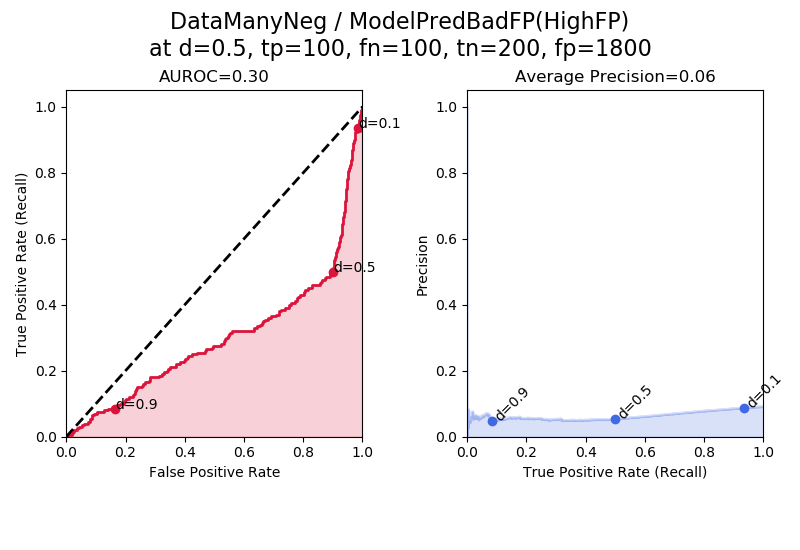 DataManyNeg / ModelPredBadFP(HighFP)
at d=0.5, tp=100, fn=100, tn=200, fp=1800
AUROC=0.30
True Positive Rate (Recall)
1.0
0.8
0.6
0.4
0.2
0.0
d=0.1
d=0.5
d=0.9
0.0
0.2
0.4
0.6
0.8
1.0
False Positive Rate
Average Precision=0.06
Precision
1.0
0.8
0.6
0.4
0.2
0.0
d=0.9
d=0.5
d=0.1
0.0
0.2
0.4
0.6
0.8
1.0
True Positive Rate (Recall)